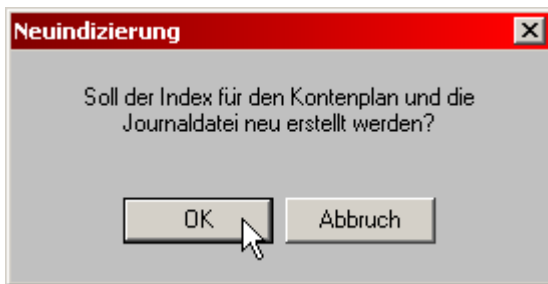 Neuindizierung
Soll der Index für den Kontenplan und die
Journaldatei neu erstellt werden?
OK Abbruch